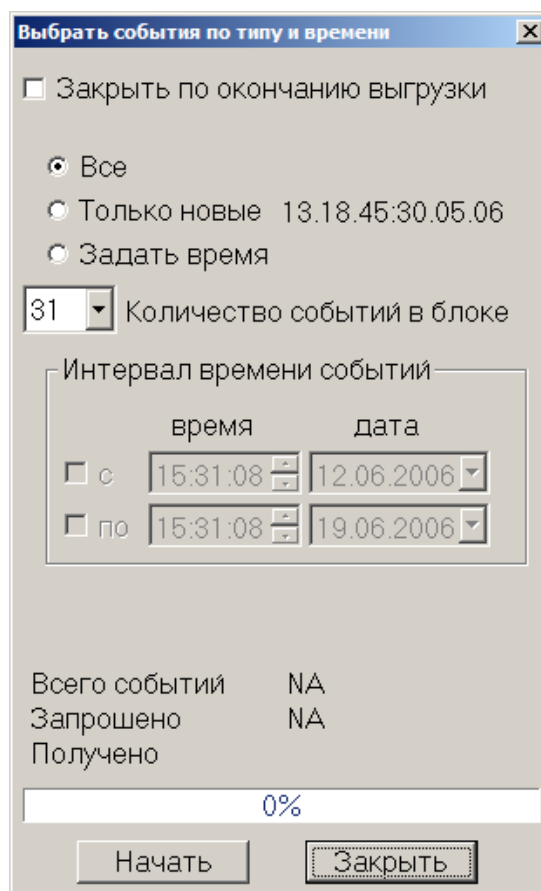 Выбрать события по типу и времени
Закрыть по окончанию выгрузки
Все
Только новые 13.18.45:30.05.06
Задать время
31 Количество событий в блоке
Интервал времени событий
время дата
с 15:31:08 12.06.2006
по 15:31:08 19.06.2006
Всего событий NA
Запрошено NA
Получено
0%
Начать Закрыть